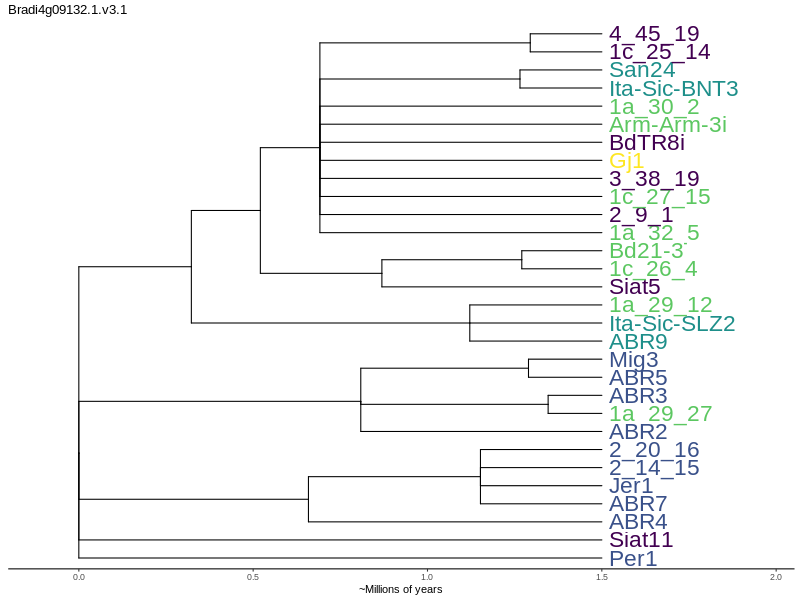 Bradi4g09132.1.v3.1
4_45_19
1c_25_14
San24
Ita-Sic-BNT3
1a_30_2
Arm-Arm-3i
BdTR8i
Gj1
3_38_19
1c_27_15
2_9_1
1a_32_5
Bd21-3
1c_26_4
Siat5
1a_29_12
Ita-Sic-SLZ2
ABR9
Mig3
ABR5
ABR3
1a_29_27
ABR2
2_20_16
2_14_15
Jer1
ABR7
ABR4
Siat11
Per1
0.0 0.5 1.0 1.5 2.0
~Millions of years